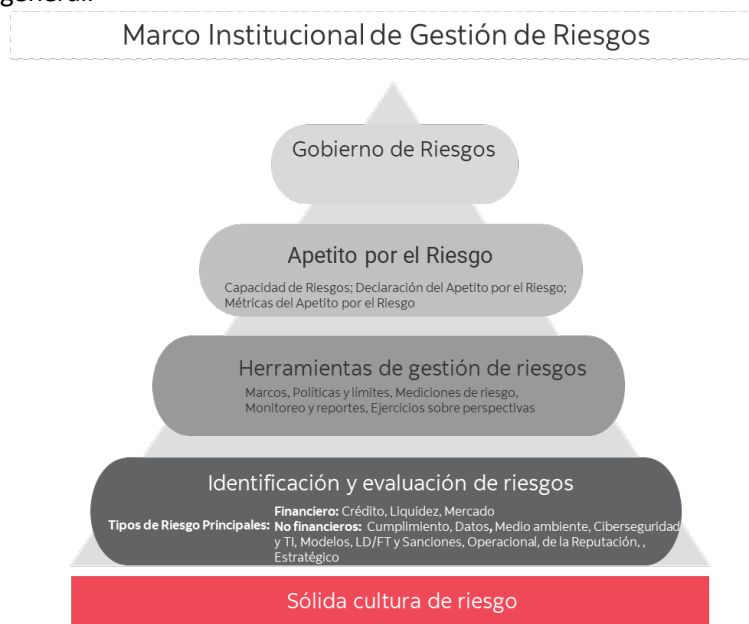 general.
Marco Institucional de Gestión de Riesgos
Gobierno de Riesgos
Apetito por el Riesgo
Capacidad de Riesgos; Declaración del Apetito por el Riesgo;
Métricas del Apetito por el Riesgo
Herramientas de gestión de riesgos
Marcos, Políticas y límites, Mediciones de riesgo,
Monitoreo y reportes, Ejercicios sobre perspectivas
Identificación y evaluación de riesgos
Tipos de Riesgo Principales:
Financiero: Crédito, Liquidez, Mercado
No financieros: Cumplimiento, Datos, Medio ambiente, Ciberseguridad
y TI, Modelos, LD/FT y Sanciones, Operacional, de la Reputación, ,
Estratégico
Sólida cultura de riesgo